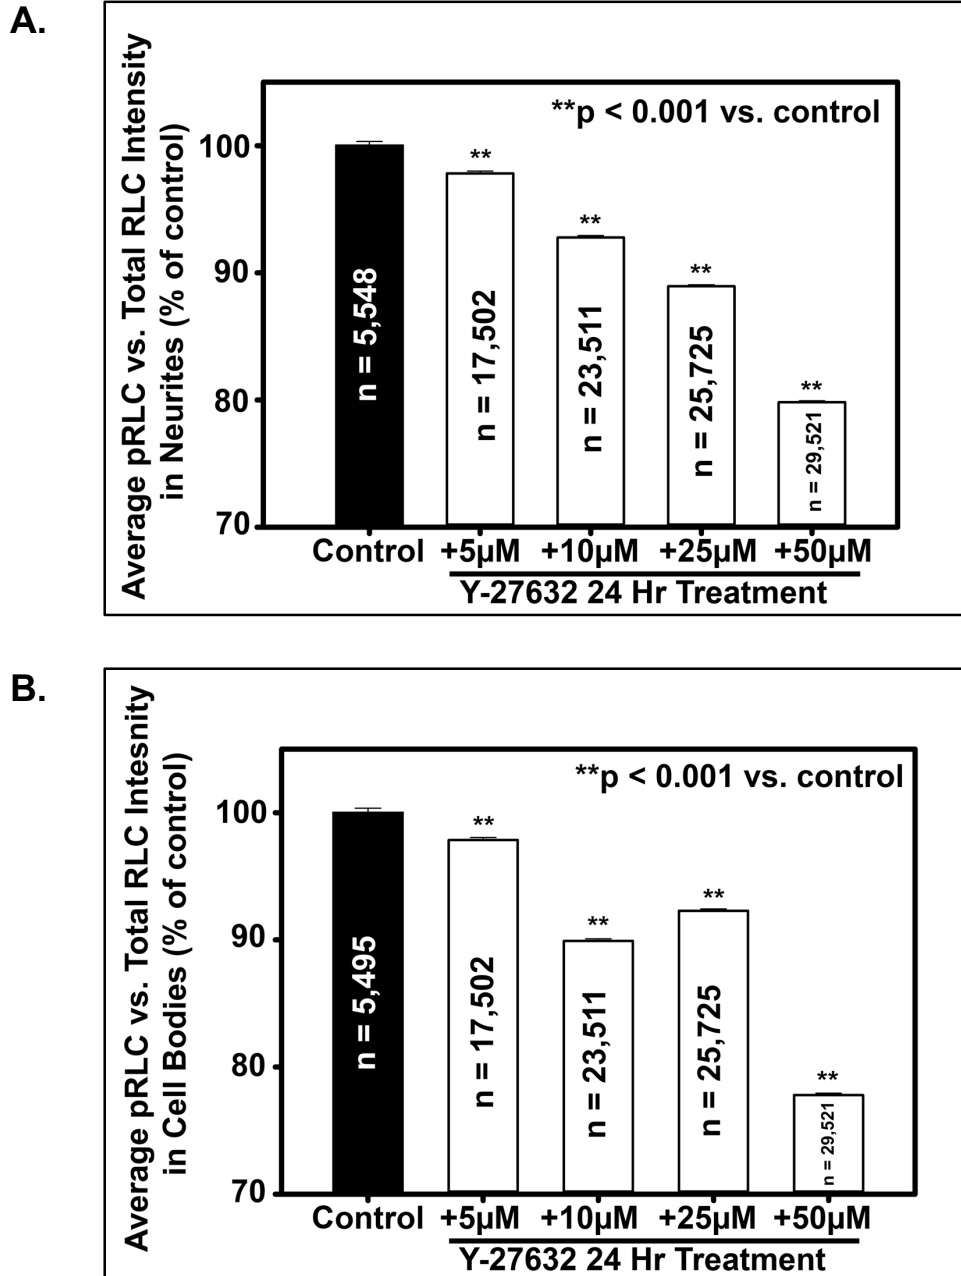 A.
Average pRLC vs. Total RLC Intensity
in Neurites (% of control)
**p < 0.001 vs. control
100
90
80
70
**
**
**
**
n = 5,548
n = 17,502
n = 23,511
n = 25,725
n = 29,521
Control +5µM +10µM +25µM +50µM
Y-27632 24 Hr Treatment
B.
Average pRLC vs. Total RLC Intesnity
in Cell Bodies (% of control)
**p < 0.001 vs. control
100
90
80
70
**
**
**
**
n = 5,495
n = 17,502
n = 23,511
n = 25,725
n = 29,521
Control +5µM +10µM +25µM +50µM
Y-27632 24 Hr Treatment